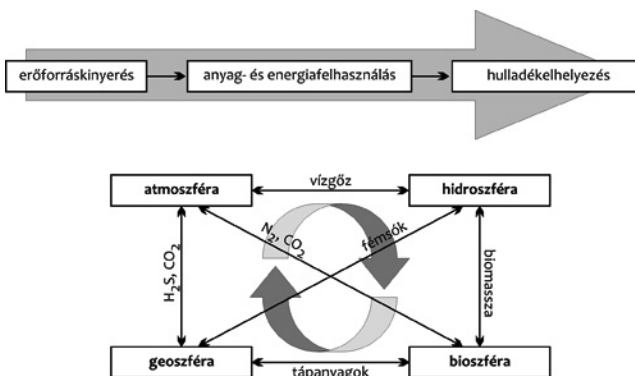 erőforráskinyerés
anyag- és energiafelhasználás
hulladékelhelyezés
atmoszféra
vízgőz
hidroszféra
N₂, CO₂
fémsók
H₂S, CO₂
biomassza
geoszféra
tápanyagok
bioszféra